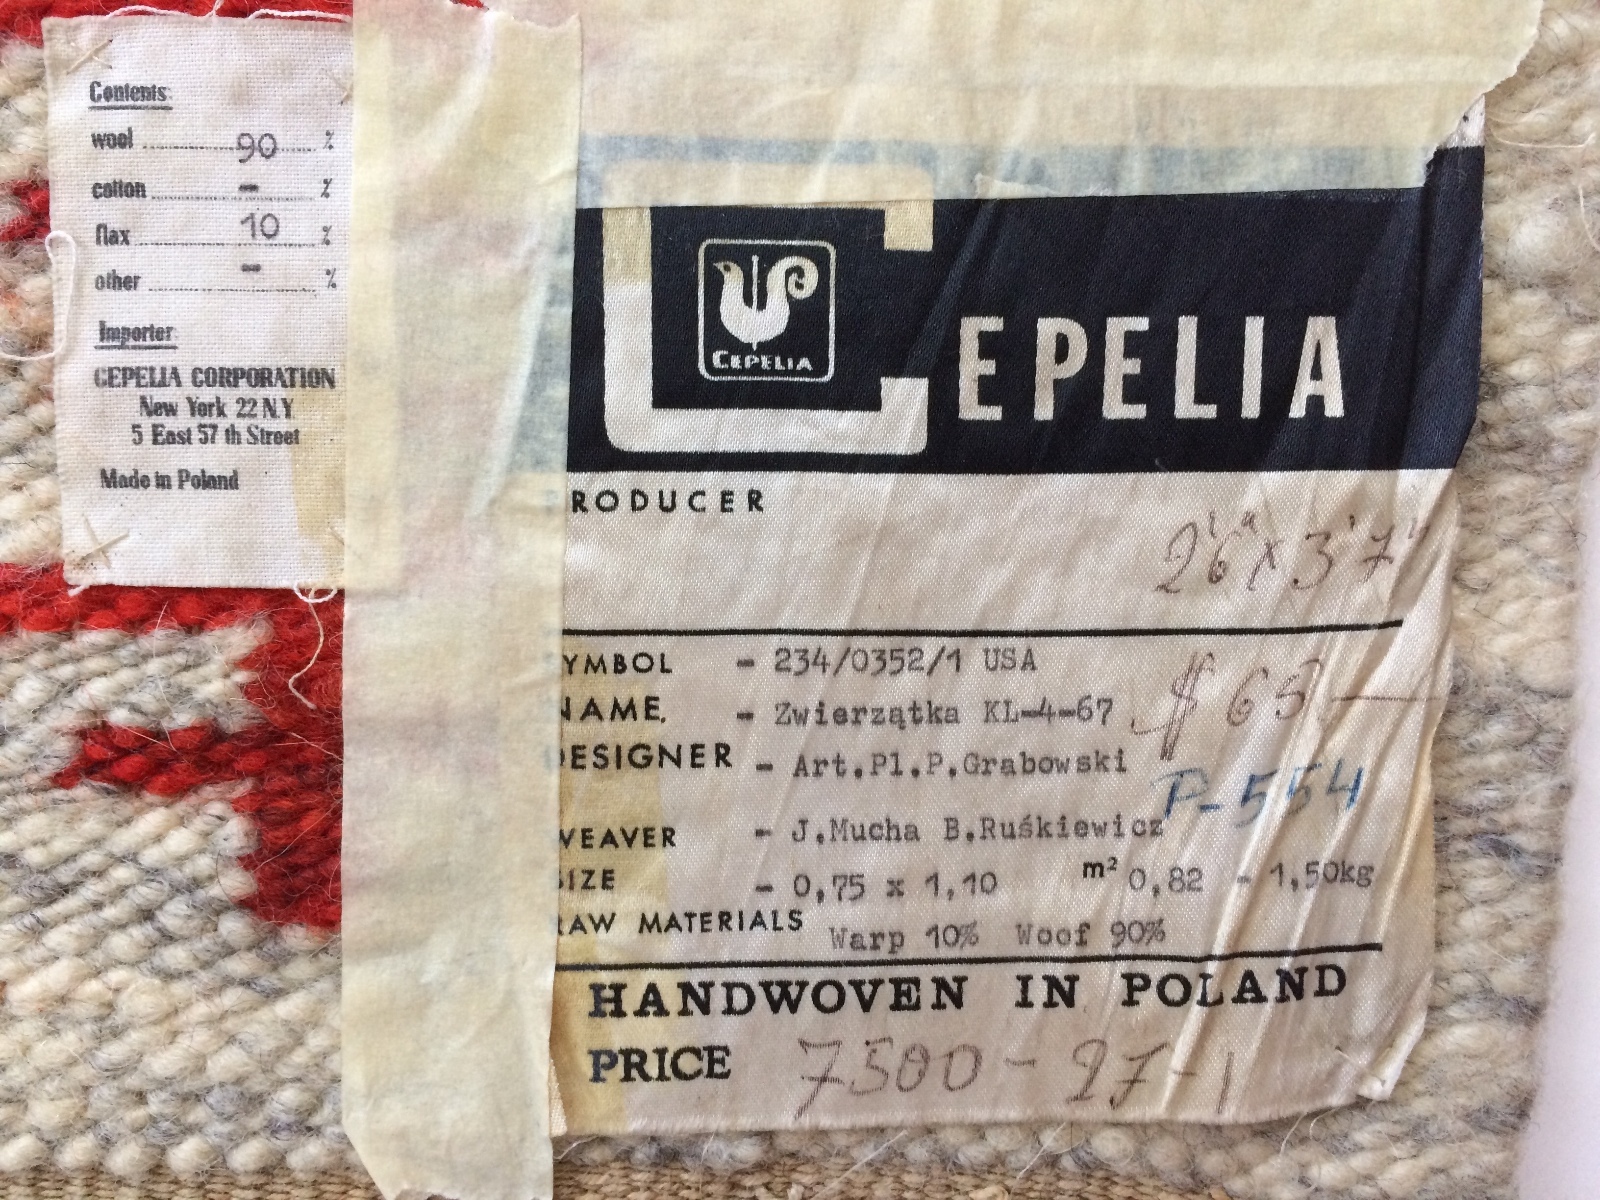 Contents:
wool 90 %
cotton - %
flax 10 %
other - %
Importer
CEPELIA CORPORATION
New York 22 N.Y.
5 East 57 th Street
Made in Poland
CEPELIA
CEPELIA
PRODUCER
2'6" x 3'7"
SYMBOL - 234/0352/1 USA
NAME. - Zwierzątka KL-4-67
$ 65 —
DESIGNER - Art.Pl.P.Grabowski
P-554
WEAVER - J.Mucha B.Ruśkiewicz
SIZE - 0,75 x 1,10 m² 0,82 - 1,50kg
RAW MATERIALS Warp 10% Woof 90%
HANDWOVEN IN POLAND
PRICE 7500 - 27-1